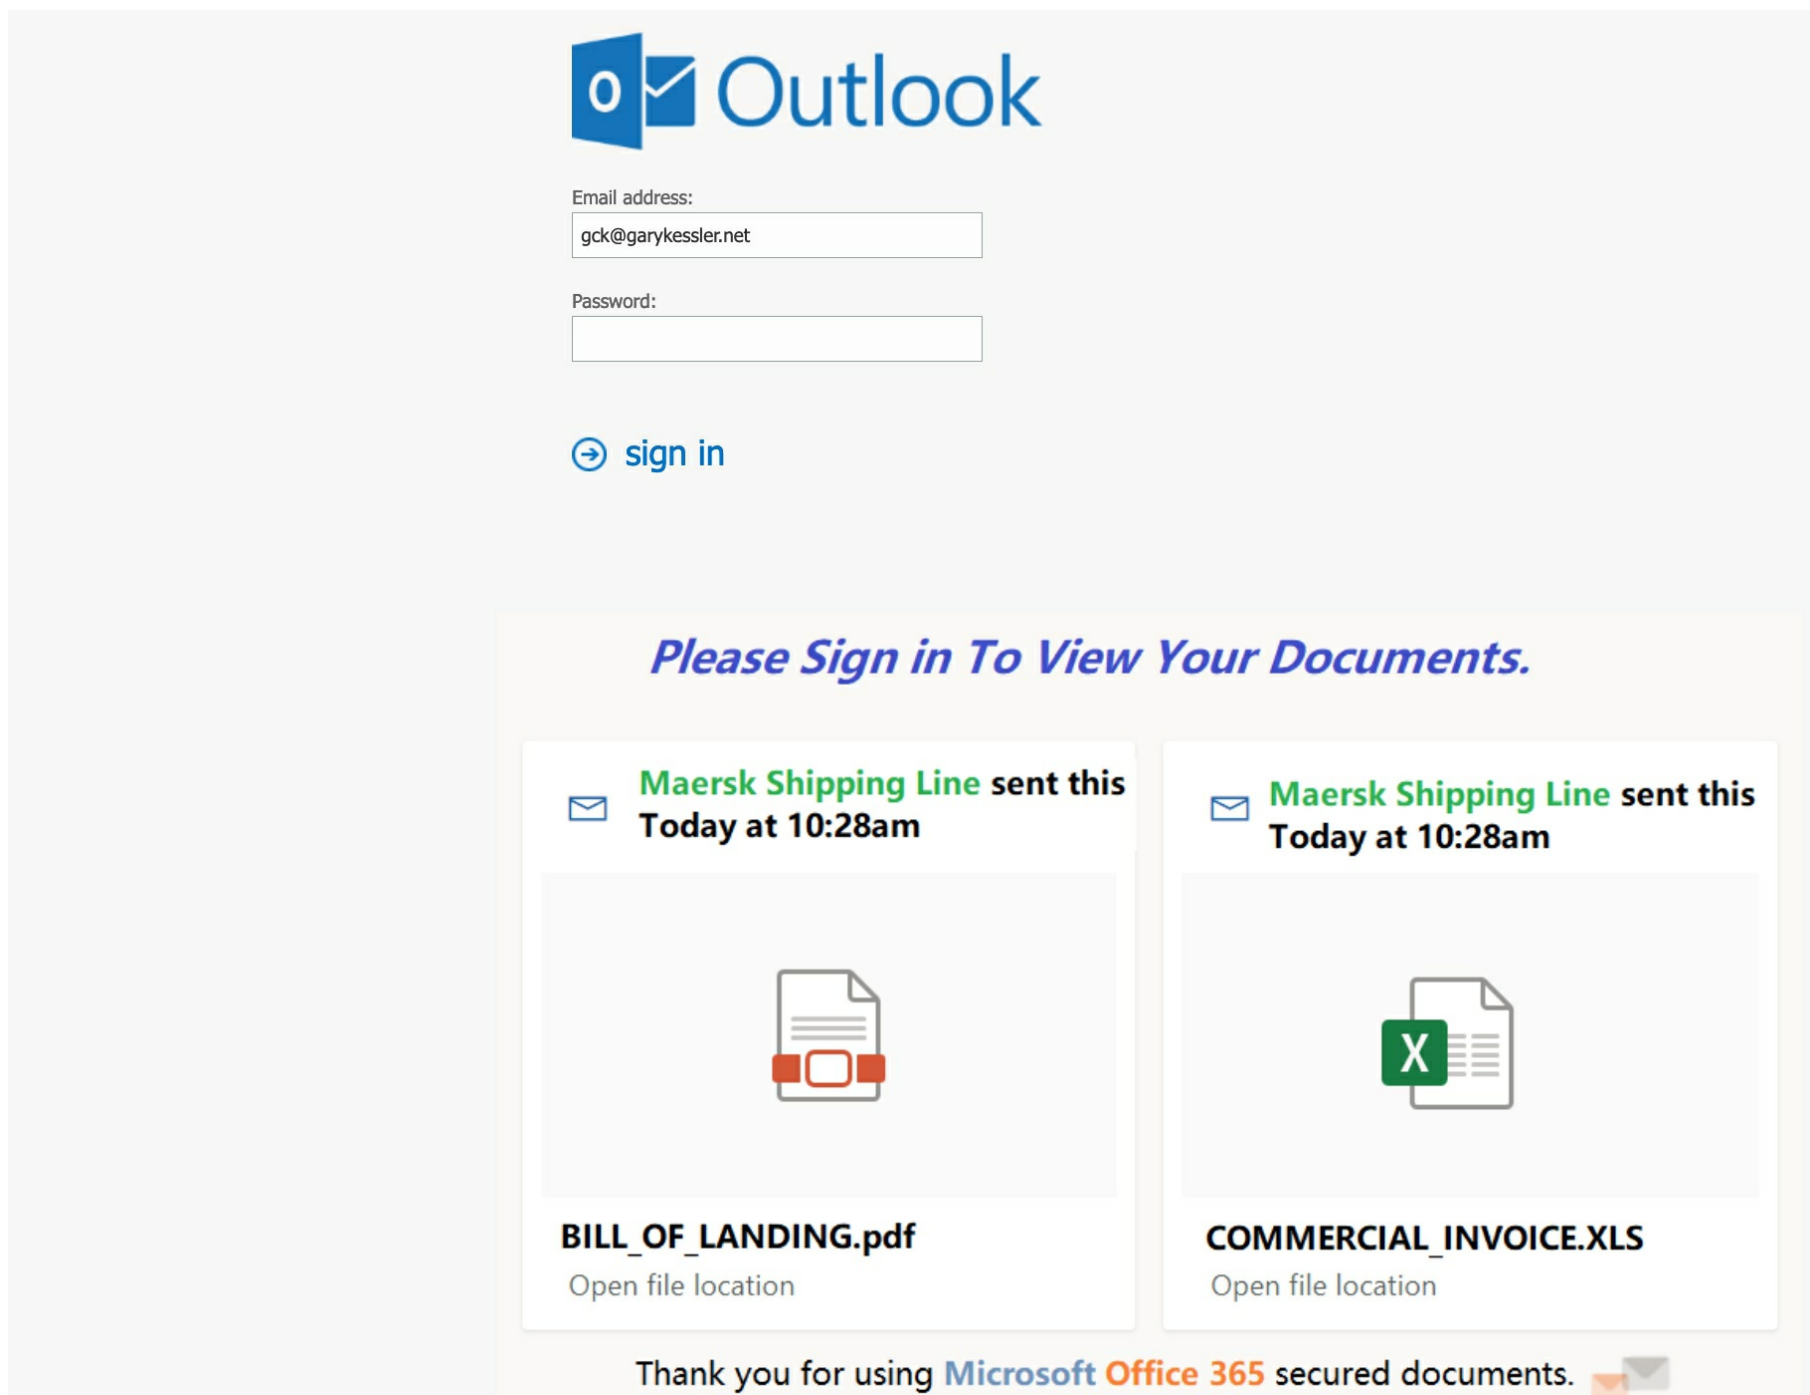 Outlook
Email address:
gck@garykessler.net
Password:
sign in
Please Sign in To View Your Documents.
Maersk Shipping Line sent this
Today at 10:28am
BILL_OF_LANDING.pdf
Open file location
Maersk Shipping Line sent this
Today at 10:28am
COMMERCIAL_INVOICE.XLS
Open file location
Thank you for using Microsoft Office 365 secured documents.